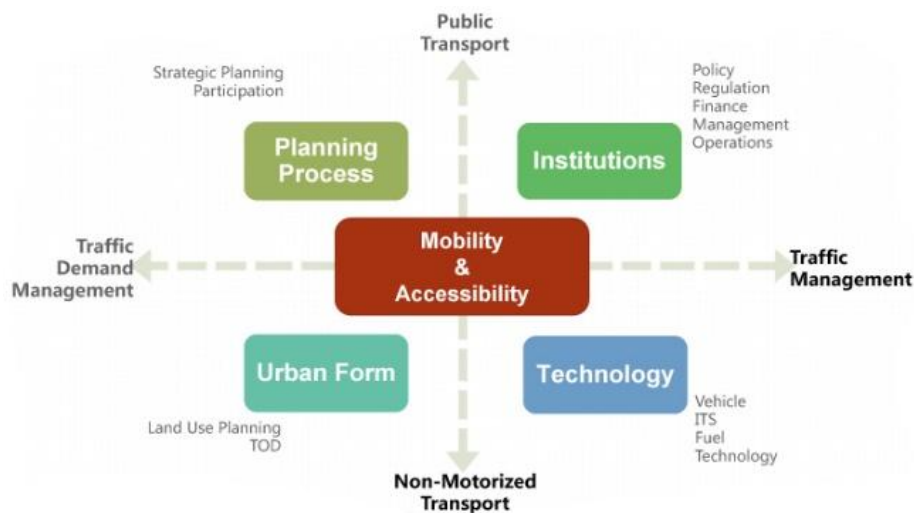 Public
Transport
Strategic Planning
Participation
Policy
Regulation
Finance
Management
Operations
Planning
Process
Institutions
Traffic
Demand
Management
Mobility
&
Accessibility
Traffic
Management
Urban Form
Technology
Land Use Planning
TOD
Vehicle
ITS
Fuel
Technology
Non-Motorized
Transport